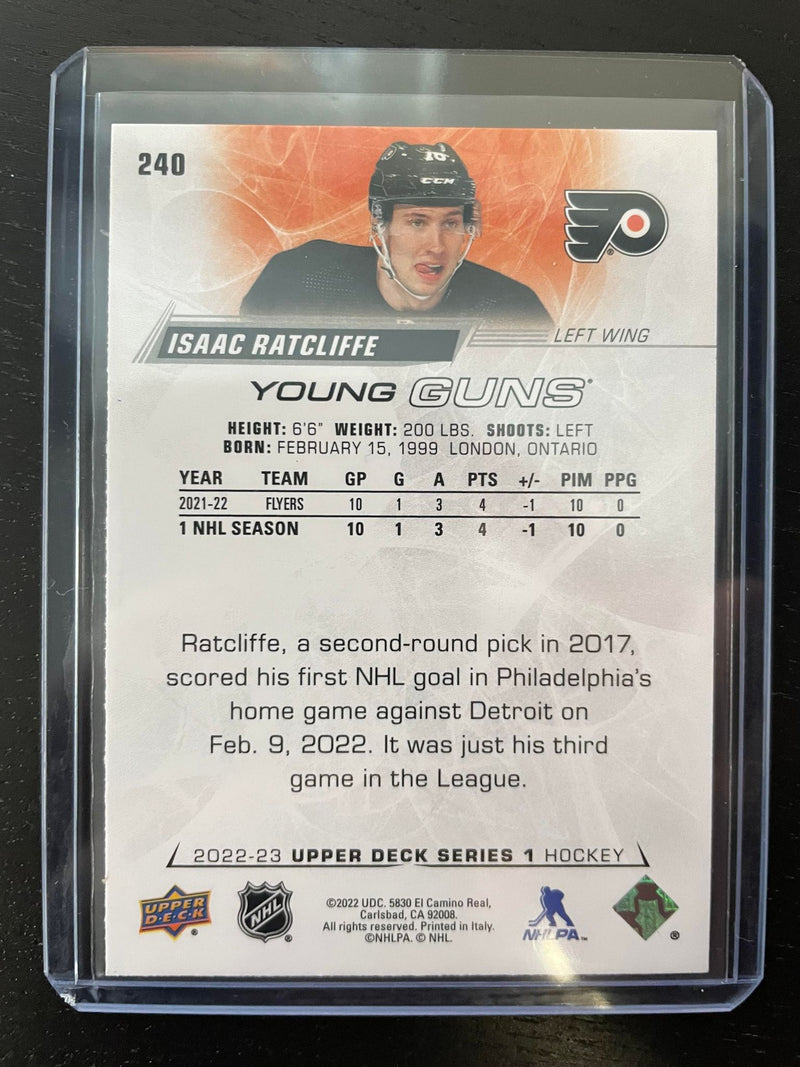 240
10
CCM
ISAAC RATCLIFFE
LEFT WING
YOUNG GUNS®
HEIGHT: 6'6" WEIGHT: 200 LBS. SHOOTS: LEFT
BORN: FEBRUARY 15, 1999 LONDON, ONTARIO
YEAR TEAM GP G A PTS +/- PIM PPG
2021-22 FLYERS 10 1 3 4 -1 10 0
1 NHL SEASON 10 1 3 4 -1 10 0
Ratcliffe, a second-round pick in 2017,
scored his first NHL goal in Philadelphia's
home game against Detroit on
Feb. 9, 2022. It was just his third
game in the League.
2022-23 UPPER DECK SERIES 1 HOCKEY
UPPER
D·E·C·K
®
NHL
®
©2022 UDC. 5830 El Camino Real,
Carlsbad, CA 92008.
All rights reserved. Printed in Italy.
©NHLPA. © NHL.
NHLPA™
®